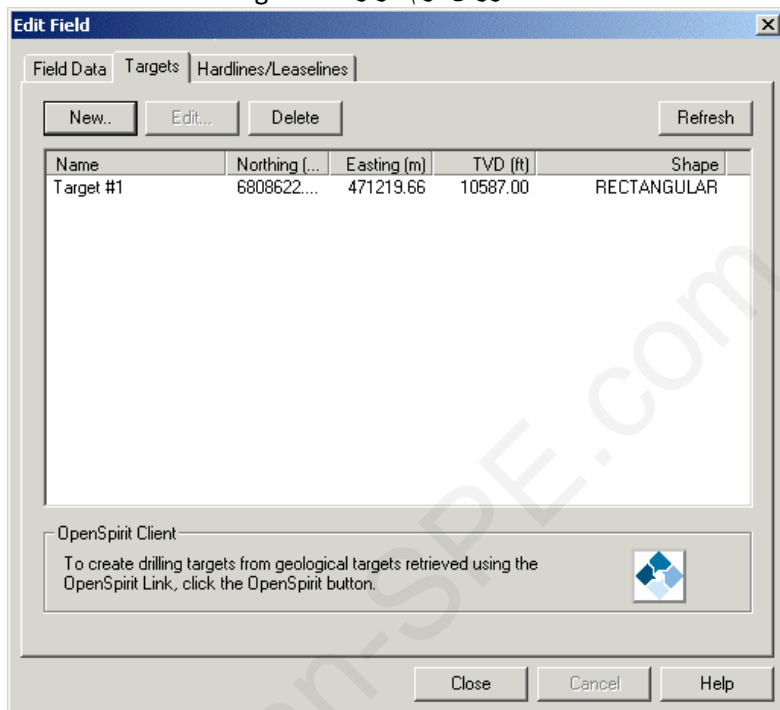 Edit Field
Field Data Targets Hardlines/Leaselines
New.. Edit... Delete Refresh
Name Northing (... Easting (m) TVD (ft) Shape
Target #1 6808622.... 471219.66 10587.00 RECTANGULAR
OpenSpirit Client
To create drilling targets from geological targets retrieved using the
OpenSpirit Link, click the OpenSpirit button.
Close Cancel Help